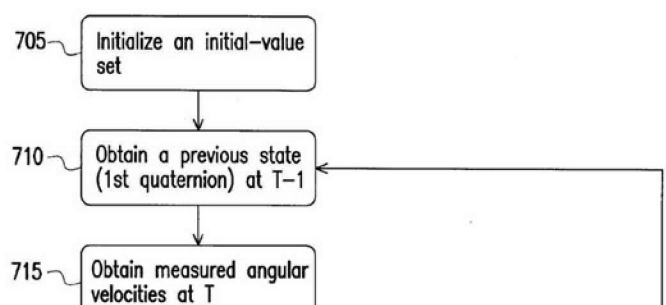 705
Initialize an initial-value
set
710
Obtain a previous state
(1st quaternion) at T-1
715
Obtain measured angular
velocities at T